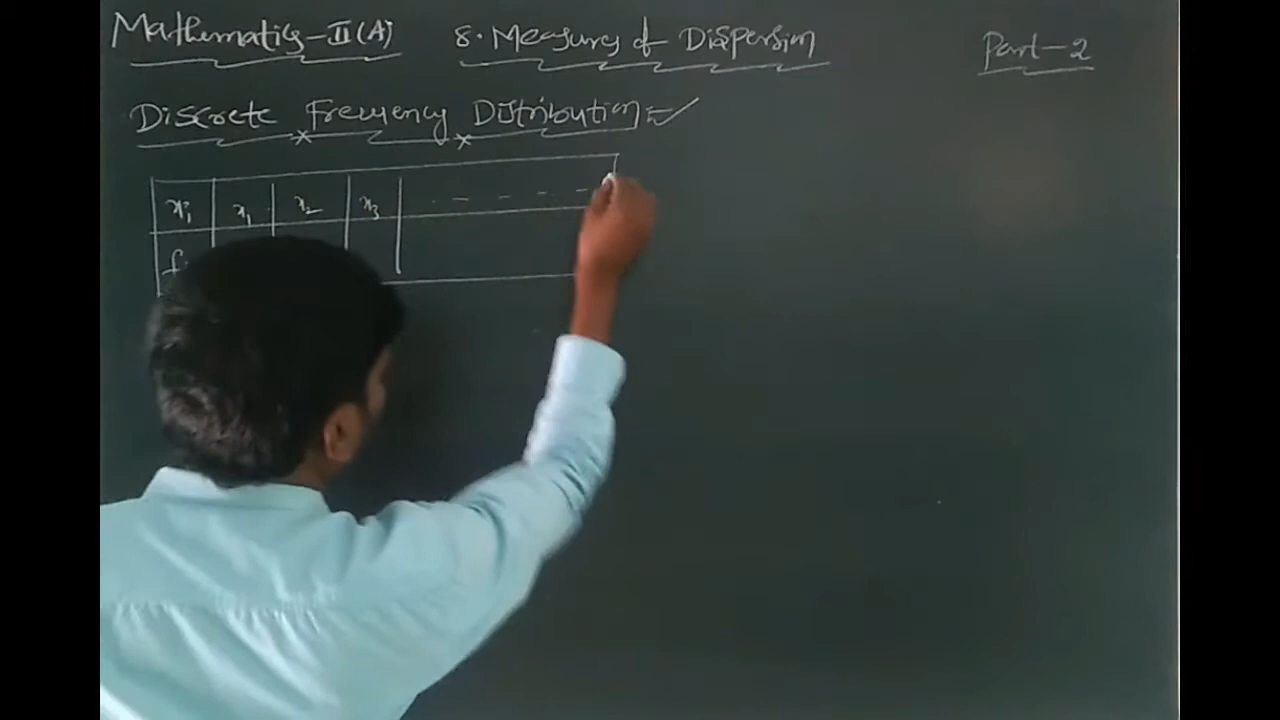 Mathematics-II(A) 8. Measures of Dispersion Part-2
Discrete Frequency Distribution :-
xi x1 x2 x3 - - - -
fi